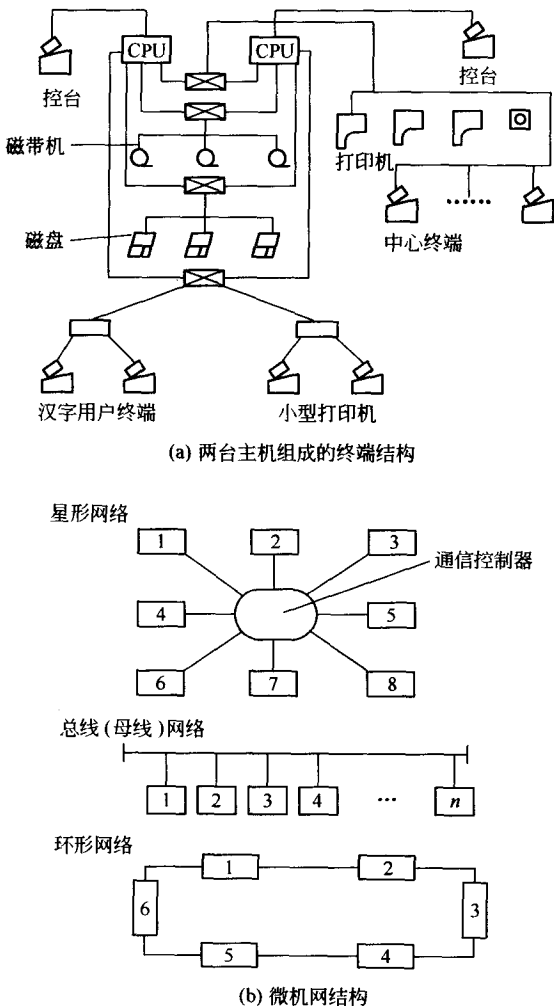 CPU
CPU
控台
控台
磁带机
打印机
磁盘
中心终端
汉字用户终端
小型打印机
(a) 两台主机组成的终端结构
星形网络
1
2
3
通信控制器
4
5
6
7
8
总线(母线)网络
1
2
3
4
…
n
环形网络
1
2
6
3
5
4
(b) 微机网结构